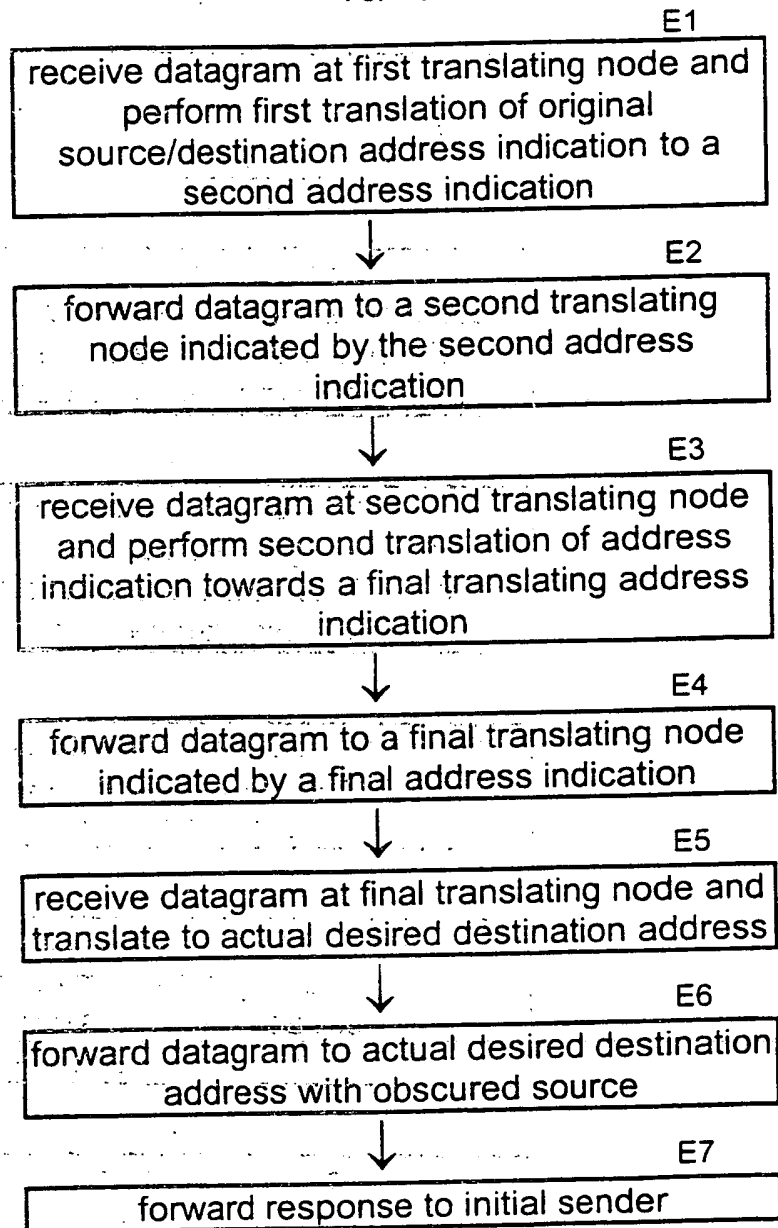 E1
receive datagram at first translating node and
perform first translation of original
source/destination address indication to a
second address indication
E2
forward datagram to a second translating
node indicated by the second address
indication
E3
receive datagram at second translating node
and perform second translation of address
indication towards a final translating address
indication
E4
forward datagram to a final translating node
indicated by a final address indication
E5
receive datagram at final translating node and
translate to actual desired destination address
E6
forward datagram to actual desired destination
address with obscured source
E7
forward response to initial sender